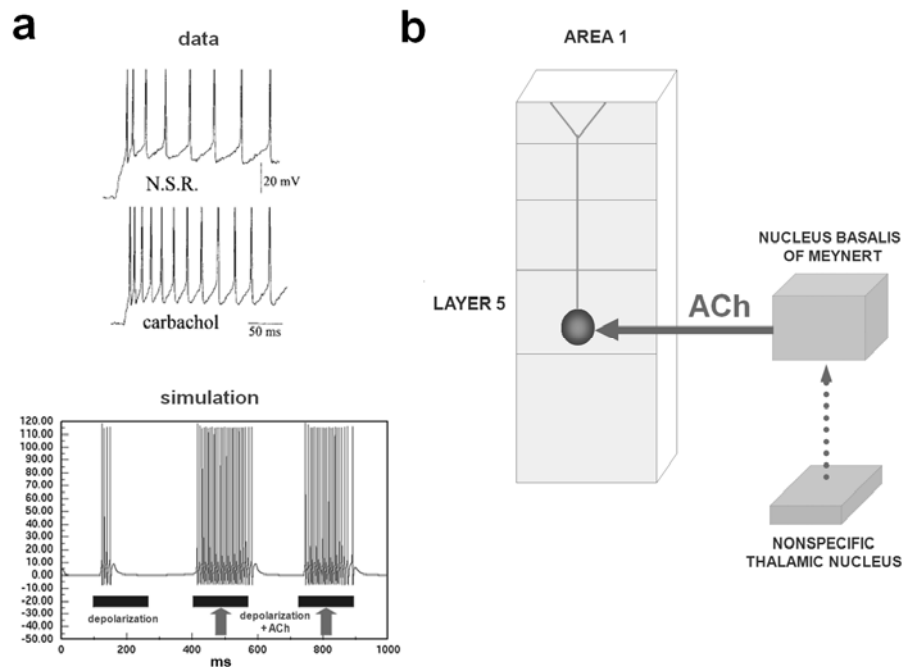 a
data
N.S.R.
20 mV
carbachol
50 ms
simulation
120.00
110.00
100.00
90.00
80.00
70.00
60.00
50.00
40.00
30.00
20.00
10.00
0.00
-10.00
-20.00
-30.00
-40.00
-50.00
depolarization
depolarization
+ACh
0
200
400
600
800
1000
ms
b
AREA 1
LAYER 5
ACh
NUCLEUS BASALIS
OF MEYNERT
NONSPECIFIC
THALAMIC NUCLEUS